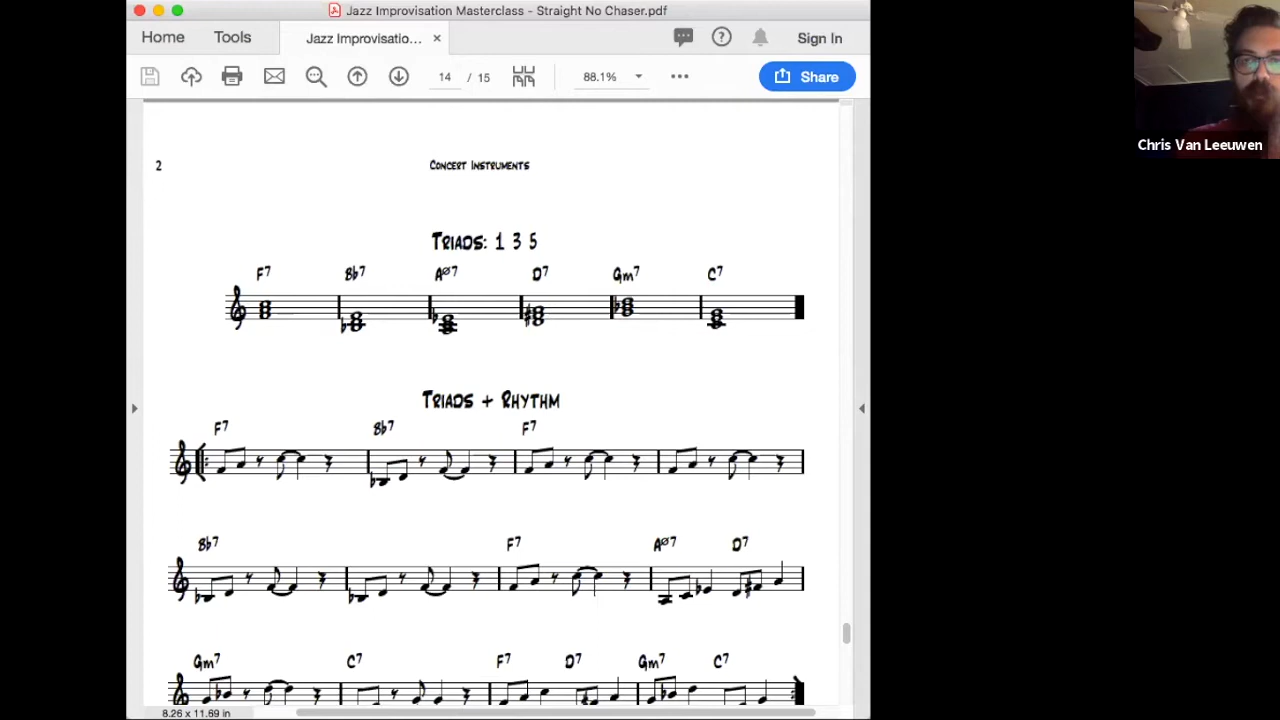 Jazz Improvisation Masterclass - Straight No Chaser.pdf
Home Tools Jazz Improvisatio... × Sign In
14 / 15 88.1% Share
Chris Van Leeuwen
2 Concert Instruments
Triads: 1 3 5
F7 Bb7 Aø7 D7 Gm7 C7
Triads + Rhythm
F7 Bb7 F7
Bb7 F7 Aø7 D7
Gm7 C7 F7 D7 Gm7 C7
8.26 x 11.69 in